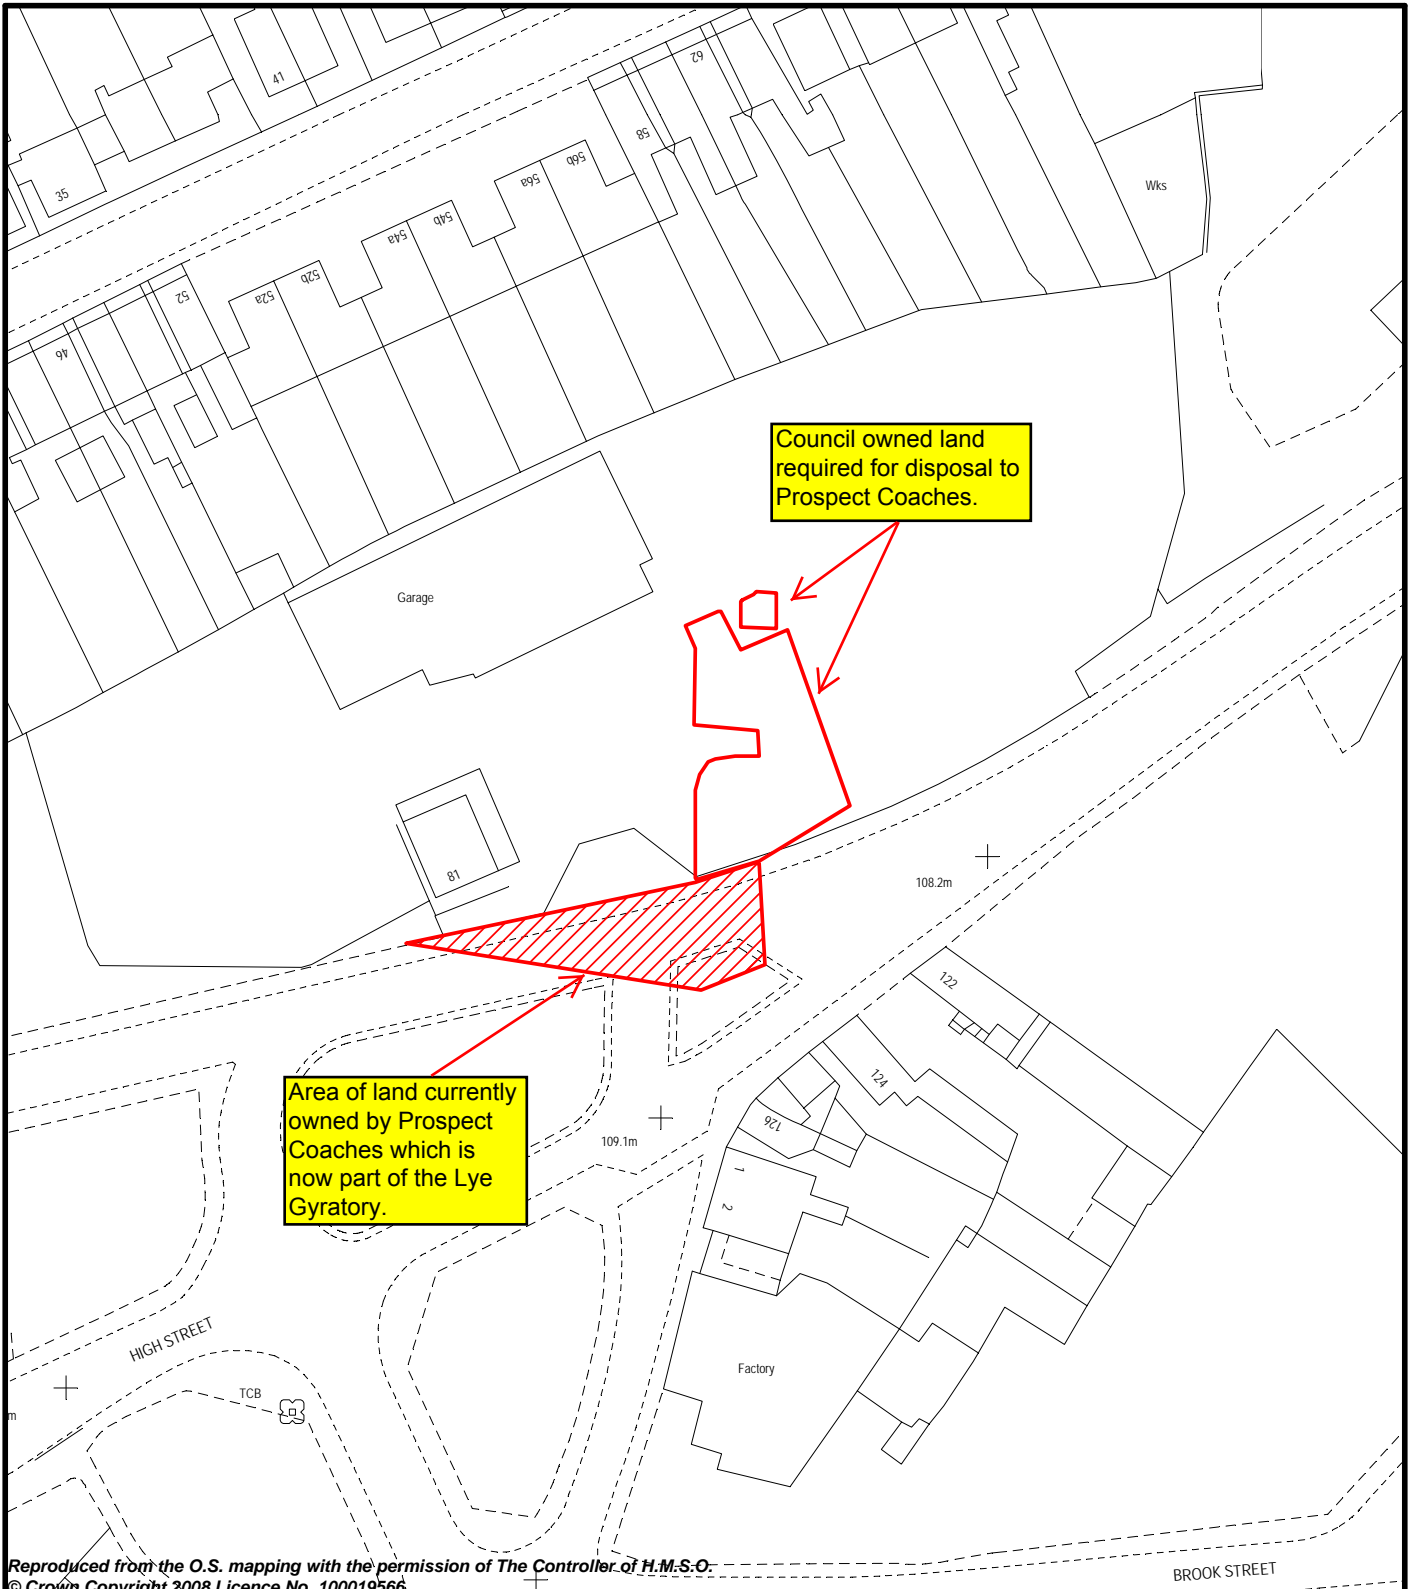 41
62
58
35
56b
56a
54b
54a
52b
52a
52
46
Wks
Council owned land
required for disposal to
Prospect Coaches.
Garage
81
108.2m
122
124
126
1
2
109.1m
Area of land currently
owned by Prospect
Coaches which is
now part of the Lye
Gyratory.
HIGH STREET
TCB
m
Factory
BROOK STREET
Reproduced from the O.S. mapping with the permission of The Controller of H.M.S.O.
© Crown Copyright 2008 Licence No. 100019566